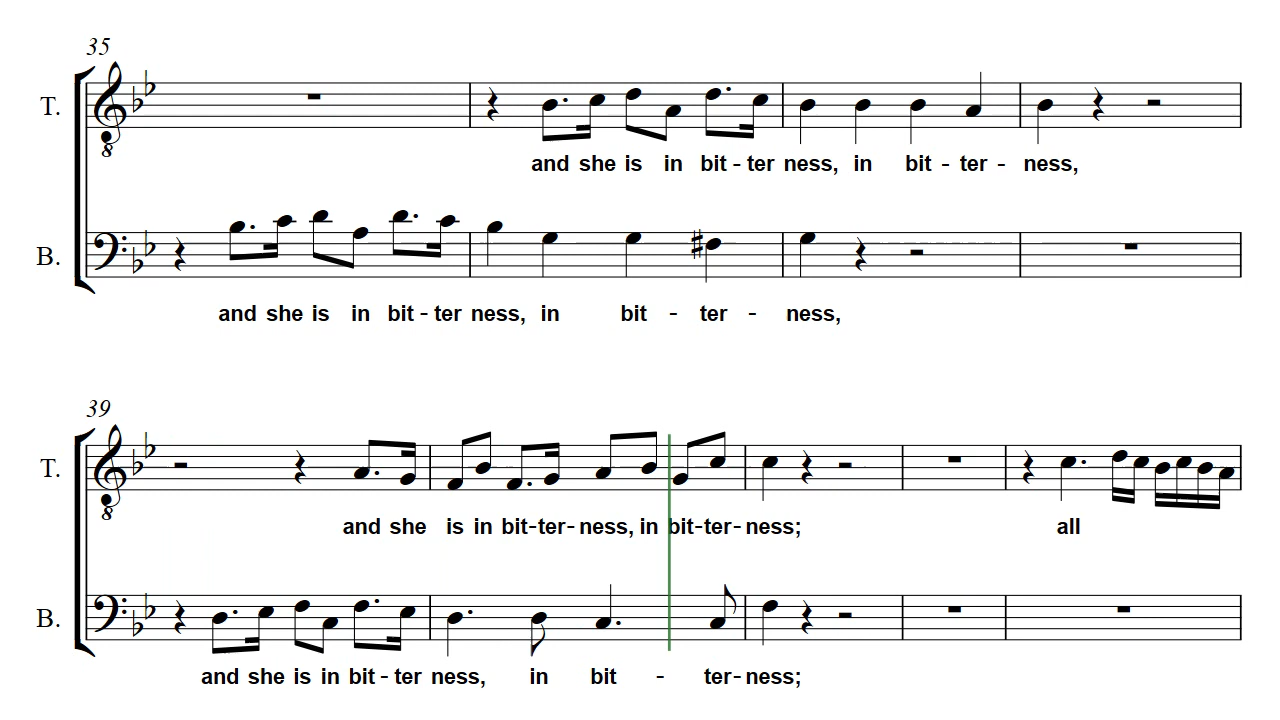 35
T.
8
and she is in bit - ter ness, in bit - ter - ness,
B.
and she is in bit - ter ness, in bit - ter - ness,
39
T.
8
and she is in bit-ter-ness, in bit-ter-ness; all
B.
and she is in bit - ter ness, in bit - ter-ness;